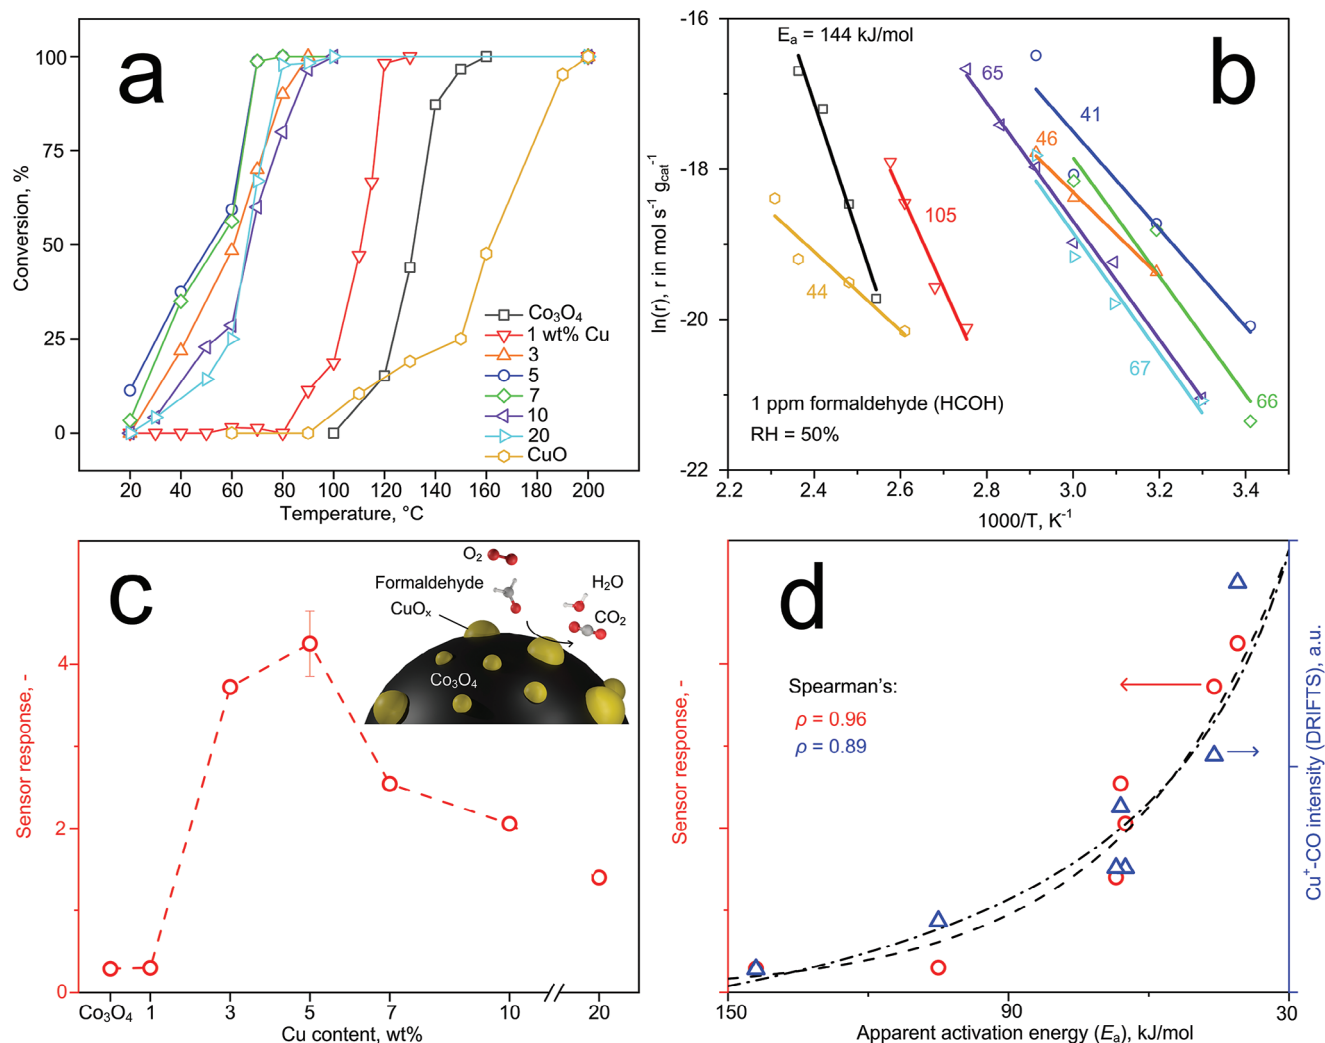 a
100
75
50
25
0
Conversion, %
20 40 60 80 100 120 140 160 180 200
Temperature, °C
Co₃O₄
1 wt% Cu
3
5
7
10
20
CuO
b
-16
-18
-20
-22
ln(r), r in mol s⁻¹ g_cat⁻¹
Eₐ = 144 kJ/mol
65
41
46
105
44
67
66
1 ppm formaldehyde (HCOH)
RH = 50%
2.2 2.4 2.6 2.8 3.0 3.2 3.4
1000/T, K⁻¹
c
4
2
0
Sensor response, -
O₂
Formaldehyde
H₂O
CuOₓ
CO₂
Co₃O₄
Co₃O₄ 1 3 5 7 10 20
Cu content, wt%
d
Sensor response, -
Spearman's:
ρ = 0.96
ρ = 0.89
Cu⁺-CO intensity (DRIFTS), a.u.
150 90 30
Apparent activation energy (Eₐ), kJ/mol